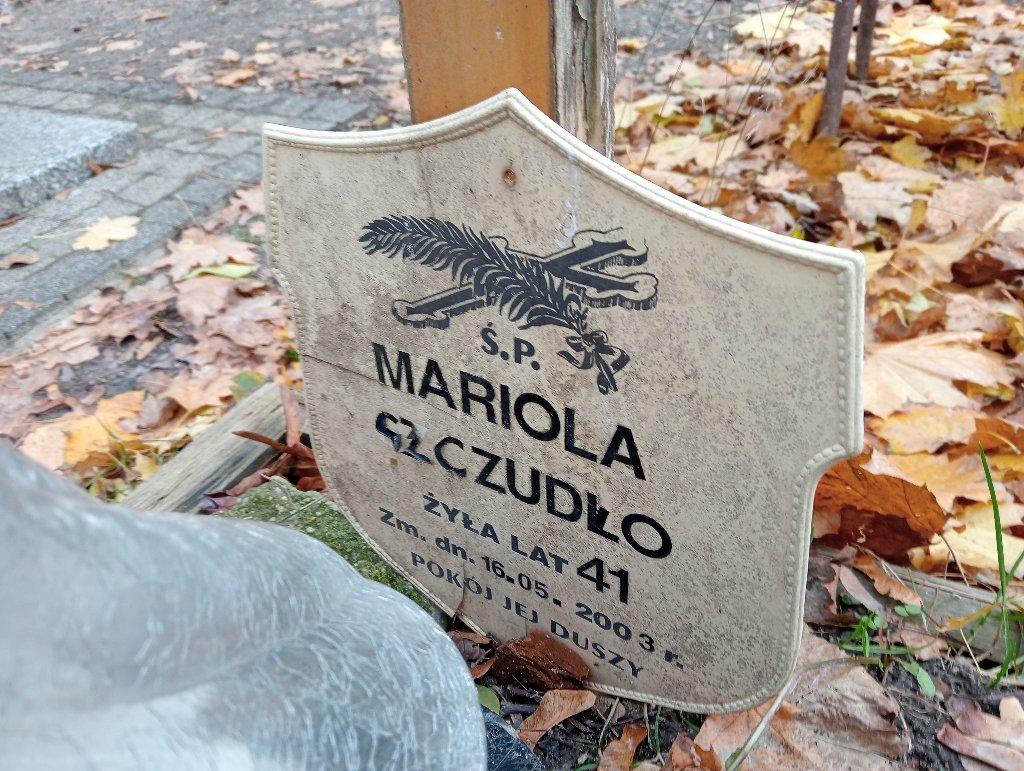 Ś.P.
MARIOLA
SZCZUDŁO
ŻYŁA LAT 41
Zm. dn. 16.05. 2003 r.
POKÓJ JEJ DUSZY